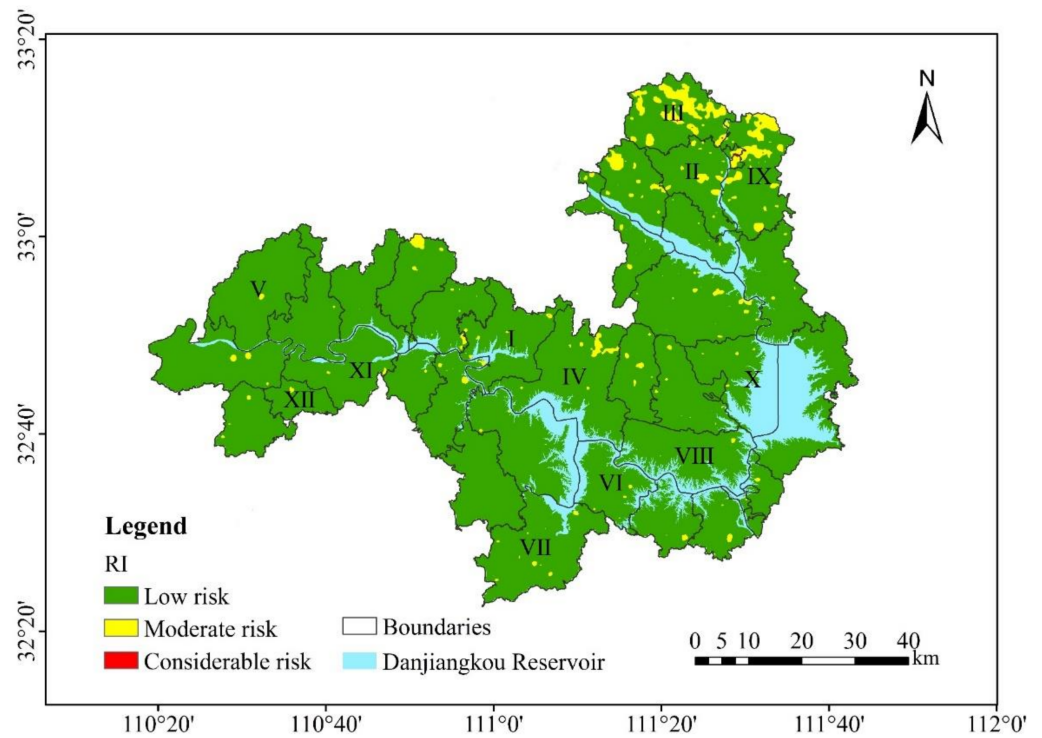 33°20'
N
III
II
IX
33°0'
V
I
XI
IV
X
XII
32°40'
VIII
VI
VII
Legend
RI
Low risk
Moderate risk
Considerable risk
Boundaries
Danjiangkou Reservoir
32°20'
0 5 10 20 30 40
km
110°20' 110°40' 111°0' 111°20' 111°40' 112°0'